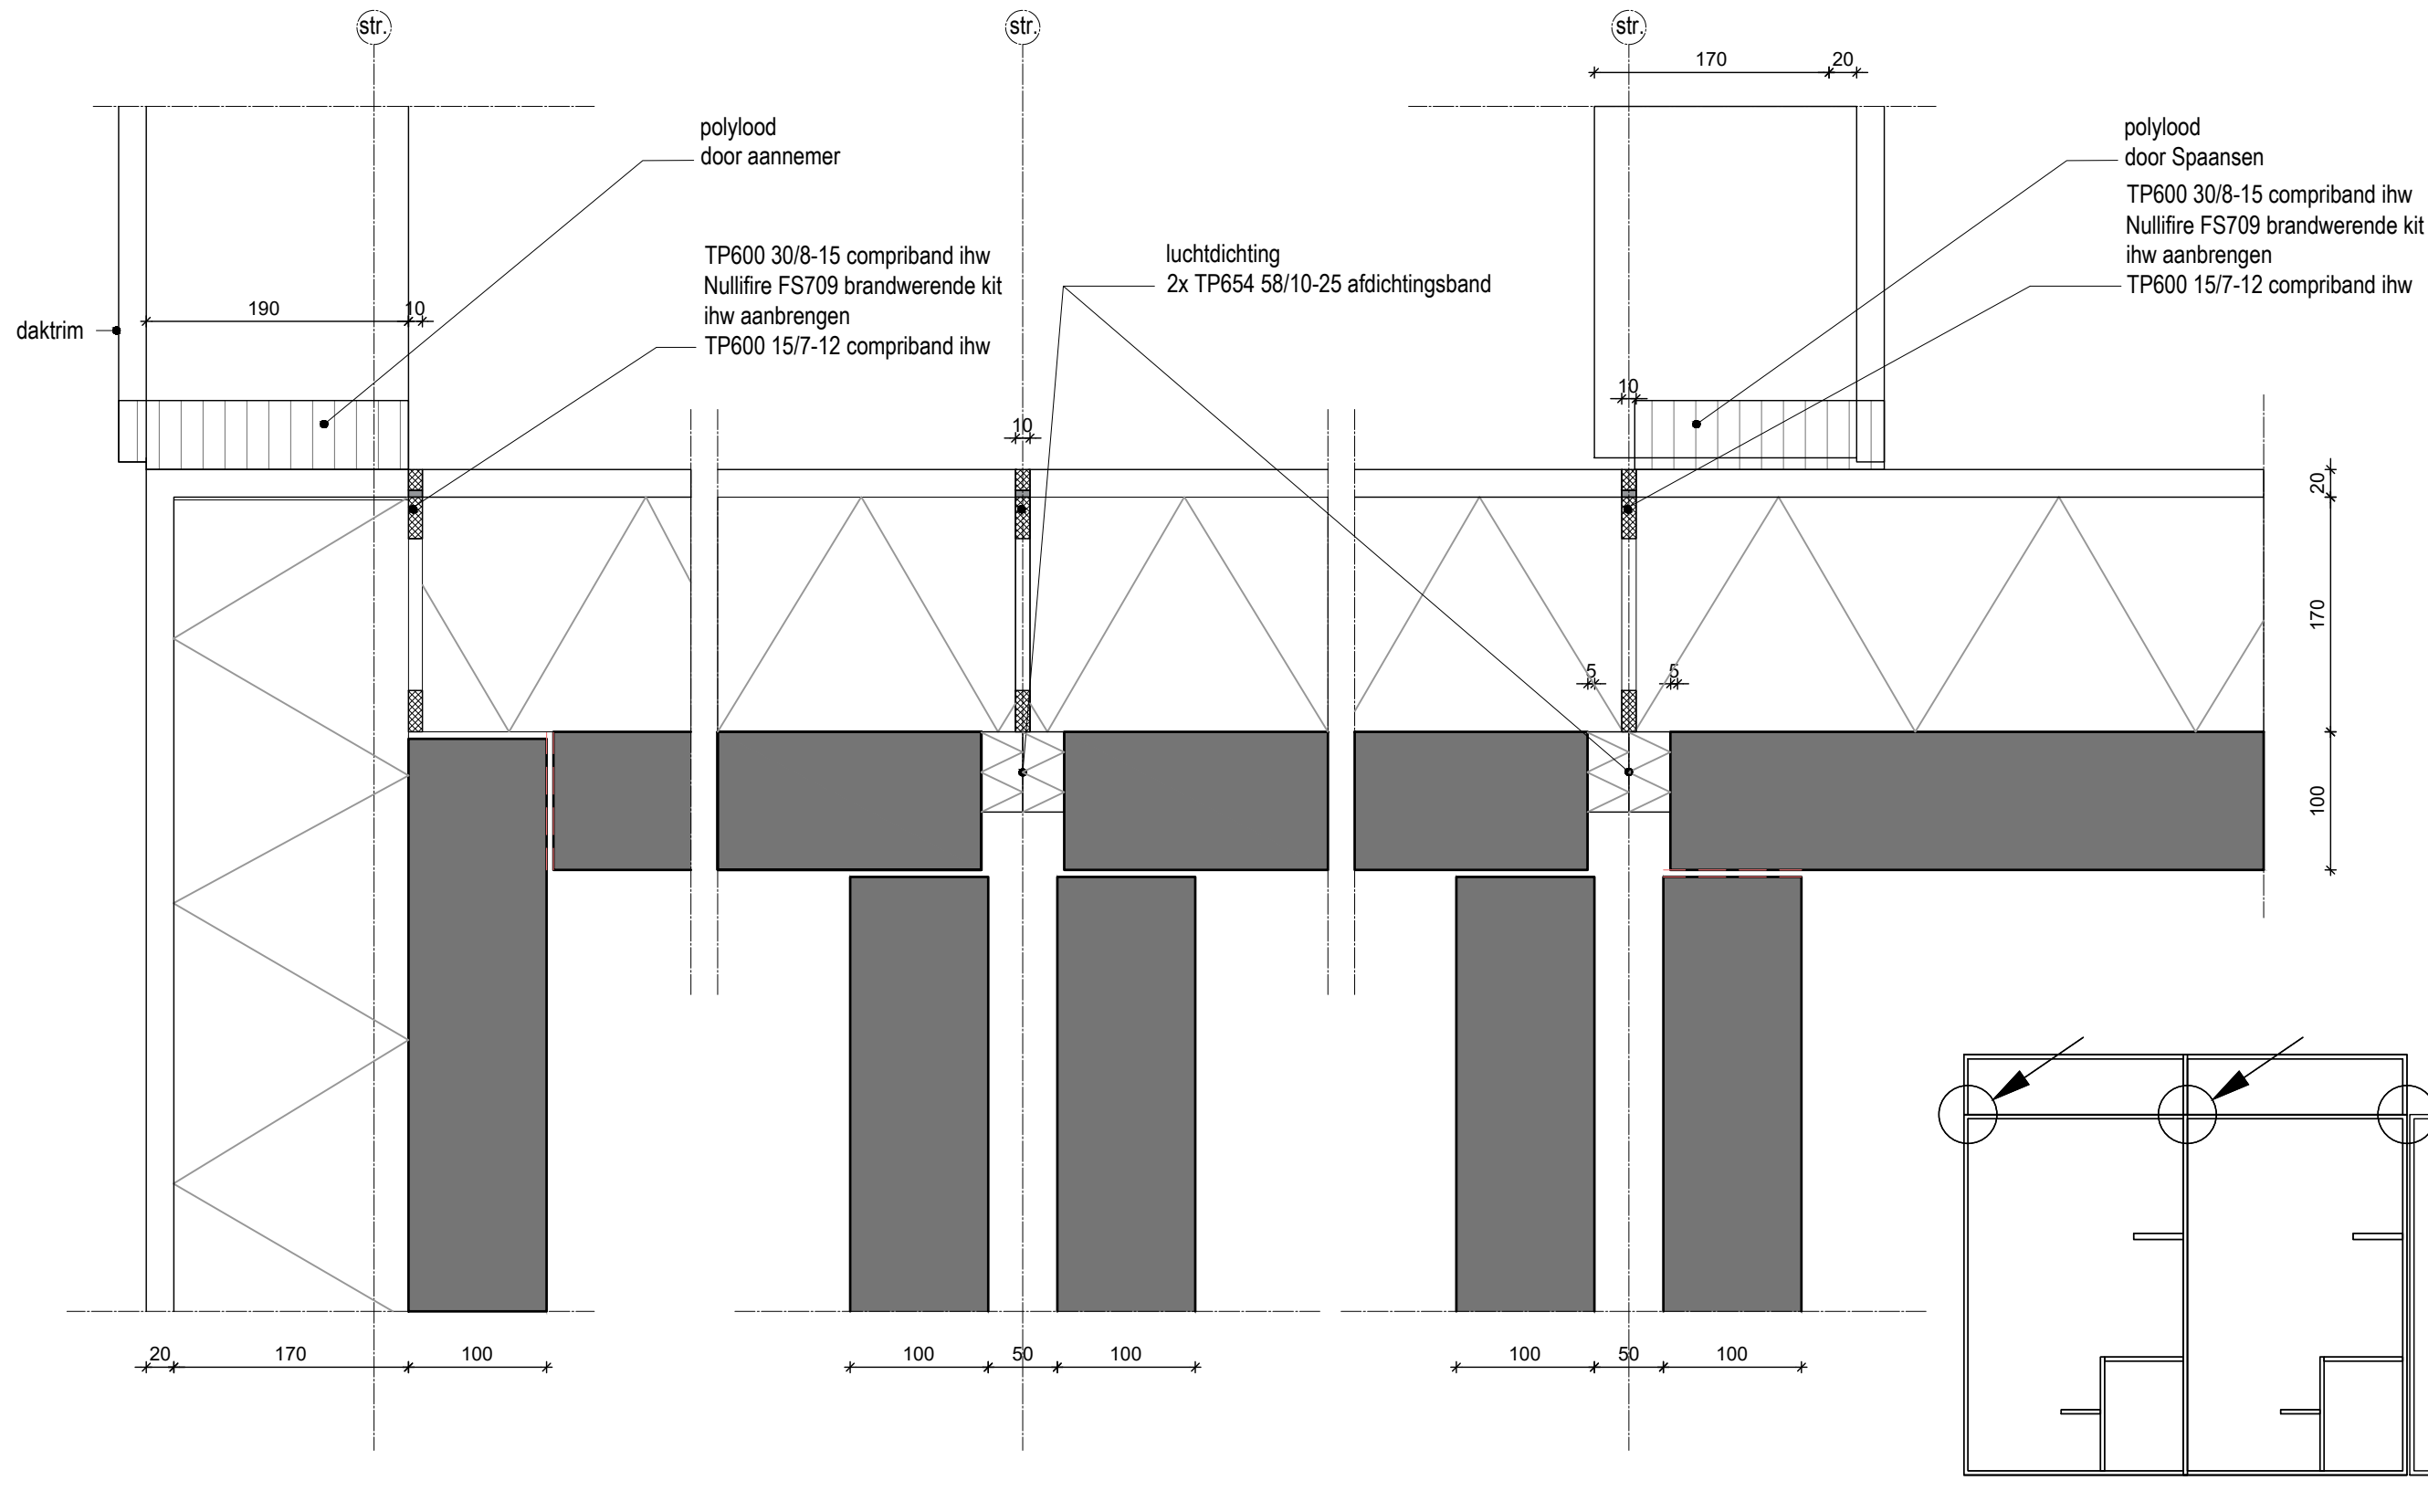 str.
str.
str.
170
20
polylood
door aannemer
polylood
door Spaansen
TP600 30/8-15 compriband ihw
Nullifire FS709 brandwerende kit
ihw aanbrengen
TP600 15/7-12 compriband ihw
TP600 30/8-15 compriband ihw
Nullifire FS709 brandwerende kit
ihw aanbrengen
TP600 15/7-12 compriband ihw
luchtdichting
2x TP654 58/10-25 afdichtingsband
190
10
daktrim
10
10
20
170
5
5
100
20
170
100
100
50
100
100
50
100